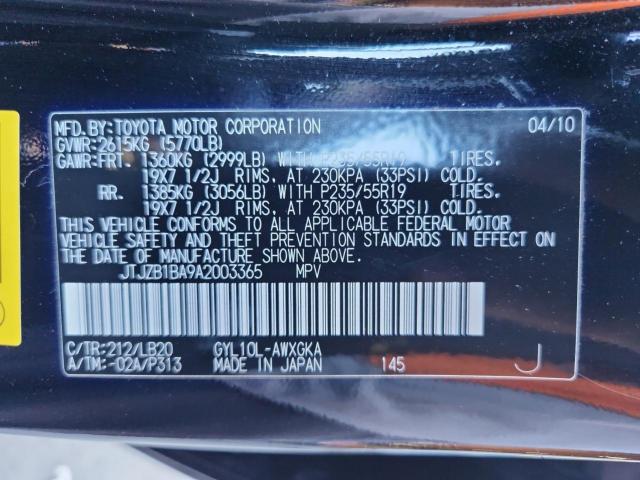 MFD.BY:TOYOTA MOTOR CORPORATION 04/10
GVWR:2615KG (5770LB)
GAWR:FRT. 1360KG (2999LB) WITH P235/55R19 TIRES.
19X7 1/2J RIMS, AT 230KPA (33PSI) COLD.
RR. 1385KG (3056LB) WITH P235/55R19 TIRES.
19X7 1/2J RIMS, AT 230KPA (33PSI) COLD.
THIS VEHICLE CONFORMS TO ALL APPLICABLE FEDERAL MOTOR
VEHICLE SAFETY AND THEFT PREVENTION STANDARDS IN EFFECT ON
THE DATE OF MANUFACTURE SHOWN ABOVE.
JTJZB1BA9A2003365 MPV
C/TR:212/LB20 GYL10L-AWXGKA
A/TM:-02A/P313 MADE IN JAPAN 145 J